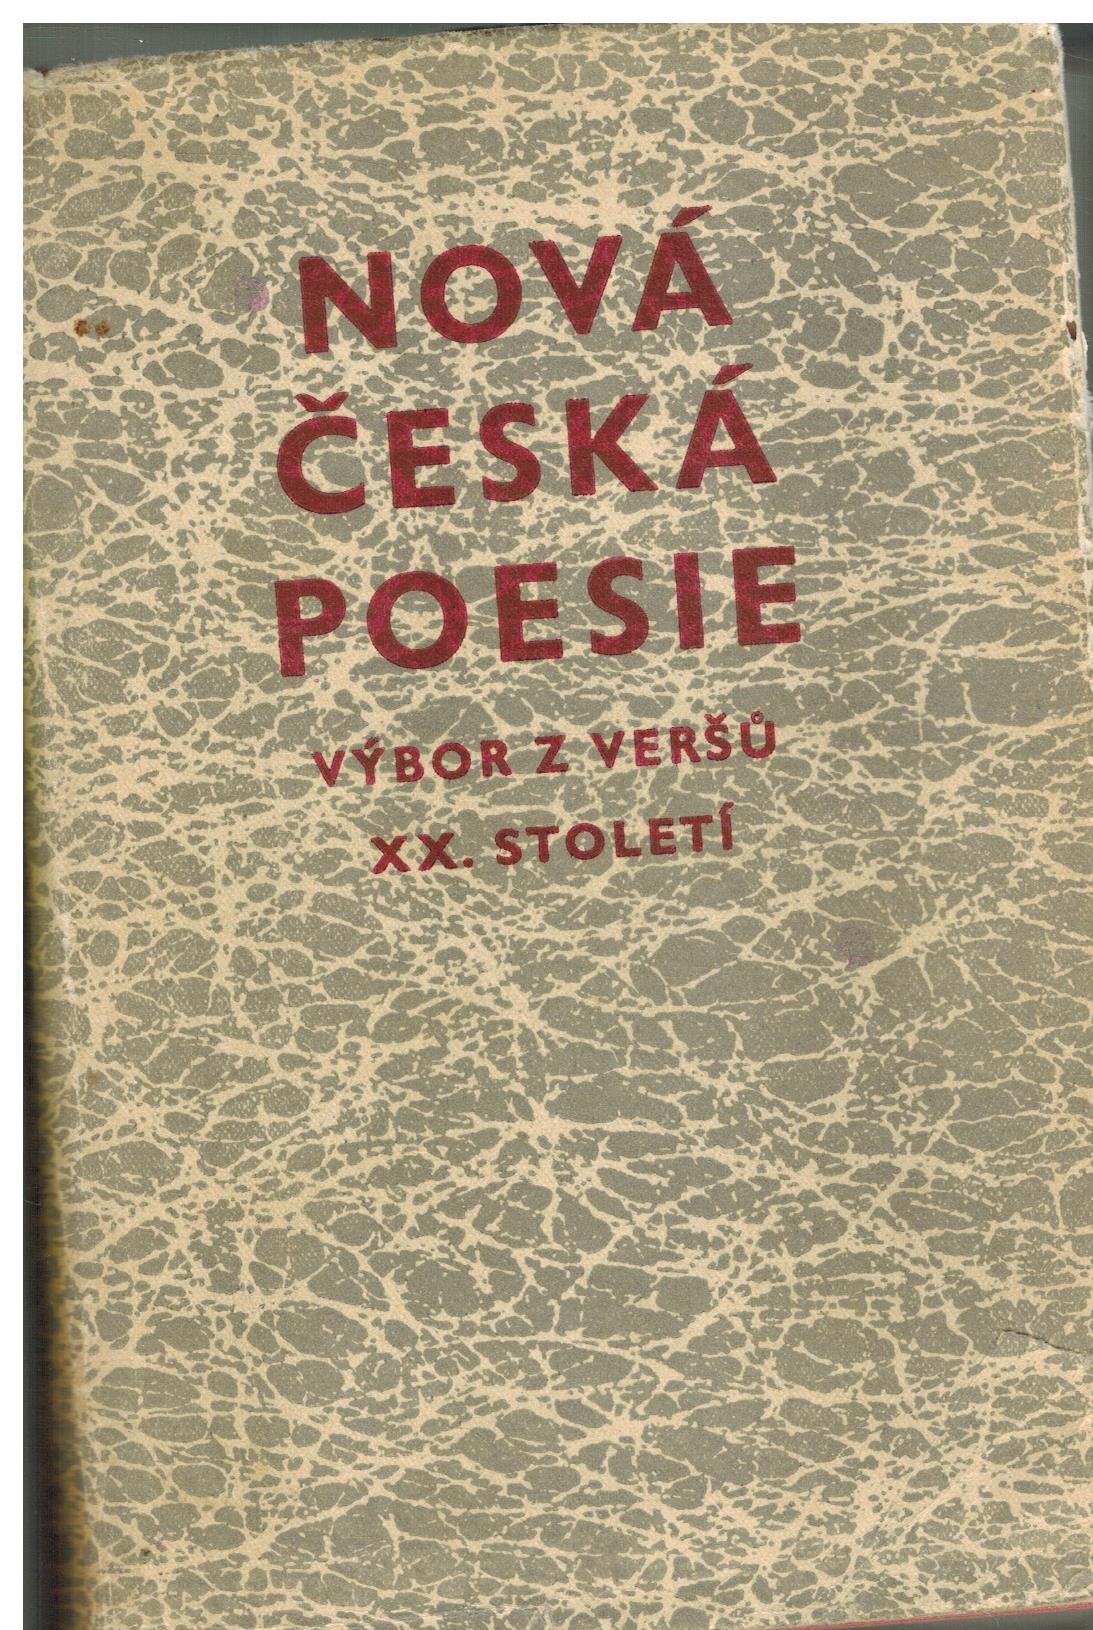 NOVÁ
ČESKÁ
POESIE
VÝBOR Z VERŠŮ
XX. STOLETÍ